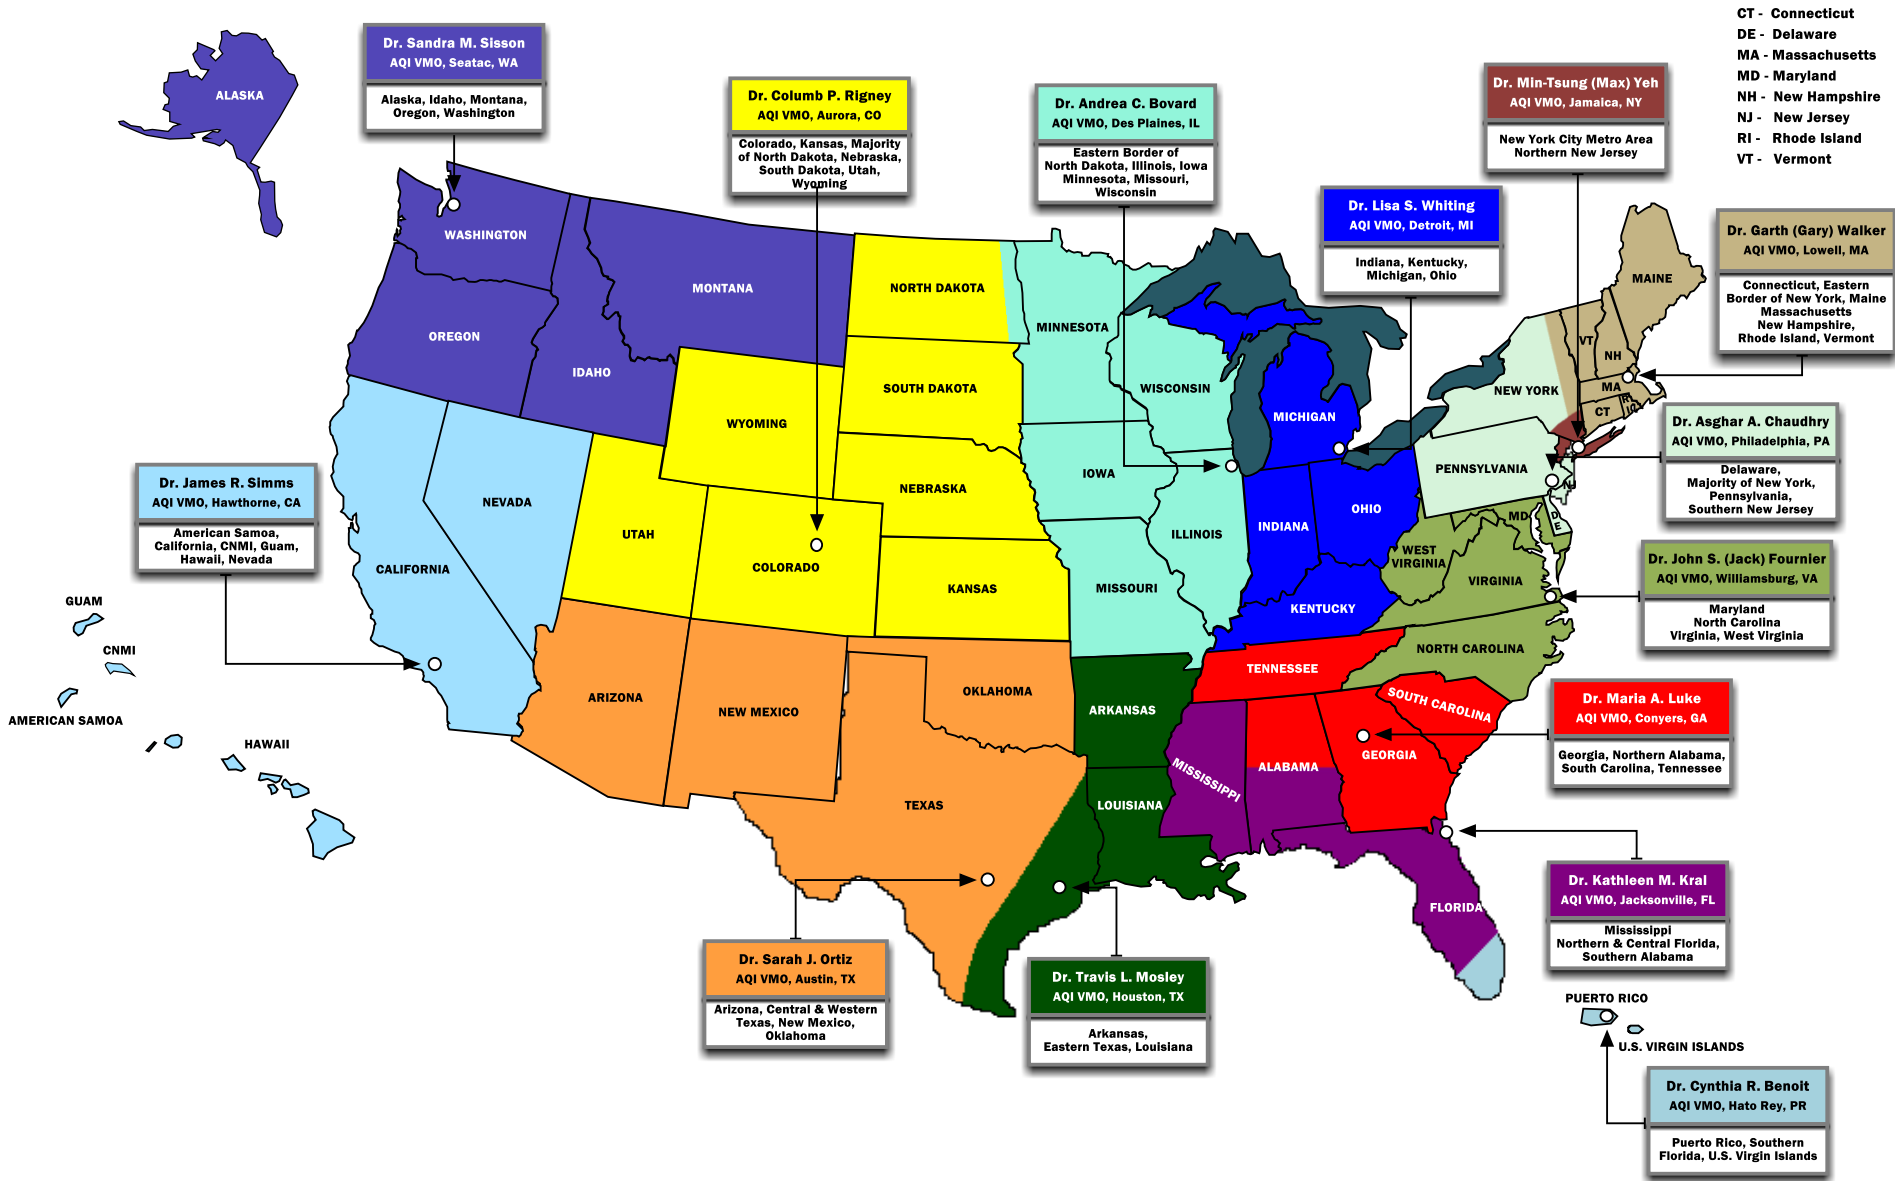 CT - Connecticut
DE - Delaware
MA - Massachusetts
MD - Maryland
NH - New Hampshire
NJ - New Jersey
RI - Rhode Island
VT - Vermont
Dr. Sandra M. Sisson
AQI VMO, Seatac, WA
Alaska, Idaho, Montana,
Oregon, Washington
Dr. Columb P. Rigney
AQI VMO, Aurora, CO
Colorado, Kansas, Majority
of North Dakota, Nebraska,
South Dakota, Utah,
Wyoming
Dr. Andrea C. Bovard
AQI VMO, Des Plaines, IL
Eastern Border of
North Dakota, Illinois, Iowa
Minnesota, Missouri,
Wisconsin
Dr. Min-Tsung (Max) Yeh
AQI VMO, Jamaica, NY
New York City Metro Area
Northern New Jersey
Dr. Lisa S. Whiting
AQI VMO, Detroit, MI
Indiana, Kentucky,
Michigan, Ohio
Dr. Garth (Gary) Walker
AQI VMO, Lowell, MA
Connecticut, Eastern
Border of New York, Maine
Massachusetts
New Hampshire,
Rhode Island, Vermont
Dr. Asghar A. Chaudhry
AQI VMO, Philadelphia, PA
Delaware,
Majority of New York,
Pennsylvania,
Southern New Jersey
Dr. James R. Simms
AQI VMO, Hawthorne, CA
American Samoa,
California, CNMI, Guam,
Hawaii, Nevada
Dr. John S. (Jack) Fournier
AQI VMO, Williamsburg, VA
Maryland
North Carolina
Virginia, West Virginia
Dr. Maria A. Luke
AQI VMO, Conyers, GA
Georgia, Northern Alabama,
South Carolina, Tennessee
Dr. Kathleen M. Kral
AQI VMO, Jacksonville, FL
Mississippi
Northern & Central Florida,
Southern Alabama
Dr. Sarah J. Ortiz
AQI VMO, Austin, TX
Arizona, Central & Western
Texas, New Mexico,
Oklahoma
Dr. Travis L. Mosley
AQI VMO, Houston, TX
Arkansas,
Eastern Texas, Louisiana
Dr. Cynthia R. Benoit
AQI VMO, Hato Rey, PR
Puerto Rico, Southern
Florida, U.S. Virgin Islands
ALASKA
WASHINGTON
OREGON
IDAHO
MONTANA
NORTH DAKOTA
SOUTH DAKOTA
WYOMING
NEBRASKA
UTAH
COLORADO
KANSAS
NEVADA
CALIFORNIA
MINNESOTA
WISCONSIN
IOWA
ILLINOIS
MISSOURI
MICHIGAN
INDIANA
OHIO
KENTUCKY
MAINE
VT
NH
MA
CT
RI
NEW YORK
PENNSYLVANIA
NJ
MD
DE
WEST
VIRGINIA
VIRGINIA
NORTH CAROLINA
TENNESSEE
SOUTH CAROLINA
GEORGIA
ALABAMA
MISSISSIPPI
FLORIDA
ARKANSAS
LOUISIANA
ARIZONA
NEW MEXICO
OKLAHOMA
TEXAS
GUAM
CNMI
AMERICAN SAMOA
HAWAII
PUERTO RICO
U.S. VIRGIN ISLANDS